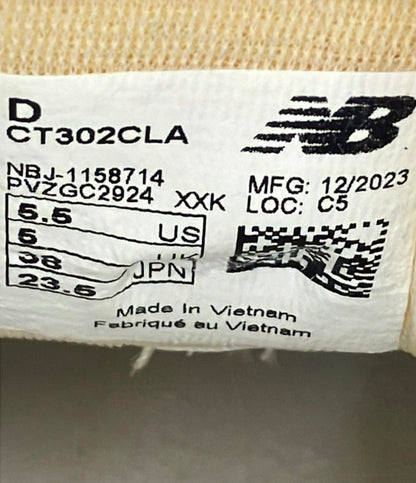 D
CT302CLA
NB
NBJ-1158714
PVZGC2924 XXK
MFG: 12/2023
LOC: C5
5.5 US
5
38
23.5 JPN
Made In Vietnam
Fabriqué au Vietnam